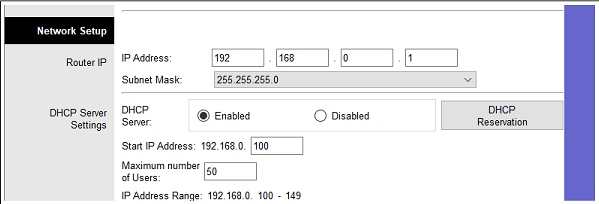 Network Setup
Router IP
IP Address: 192 . 168 . 0 . 1
Subnet Mask: 255.255.255.0
DHCP Server Settings
DHCP Server: Enabled Disabled
DHCP Reservation
Start IP Address: 192.168.0. 100
Maximum number of Users: 50
IP Address Range: 192.168.0. 100 - 149